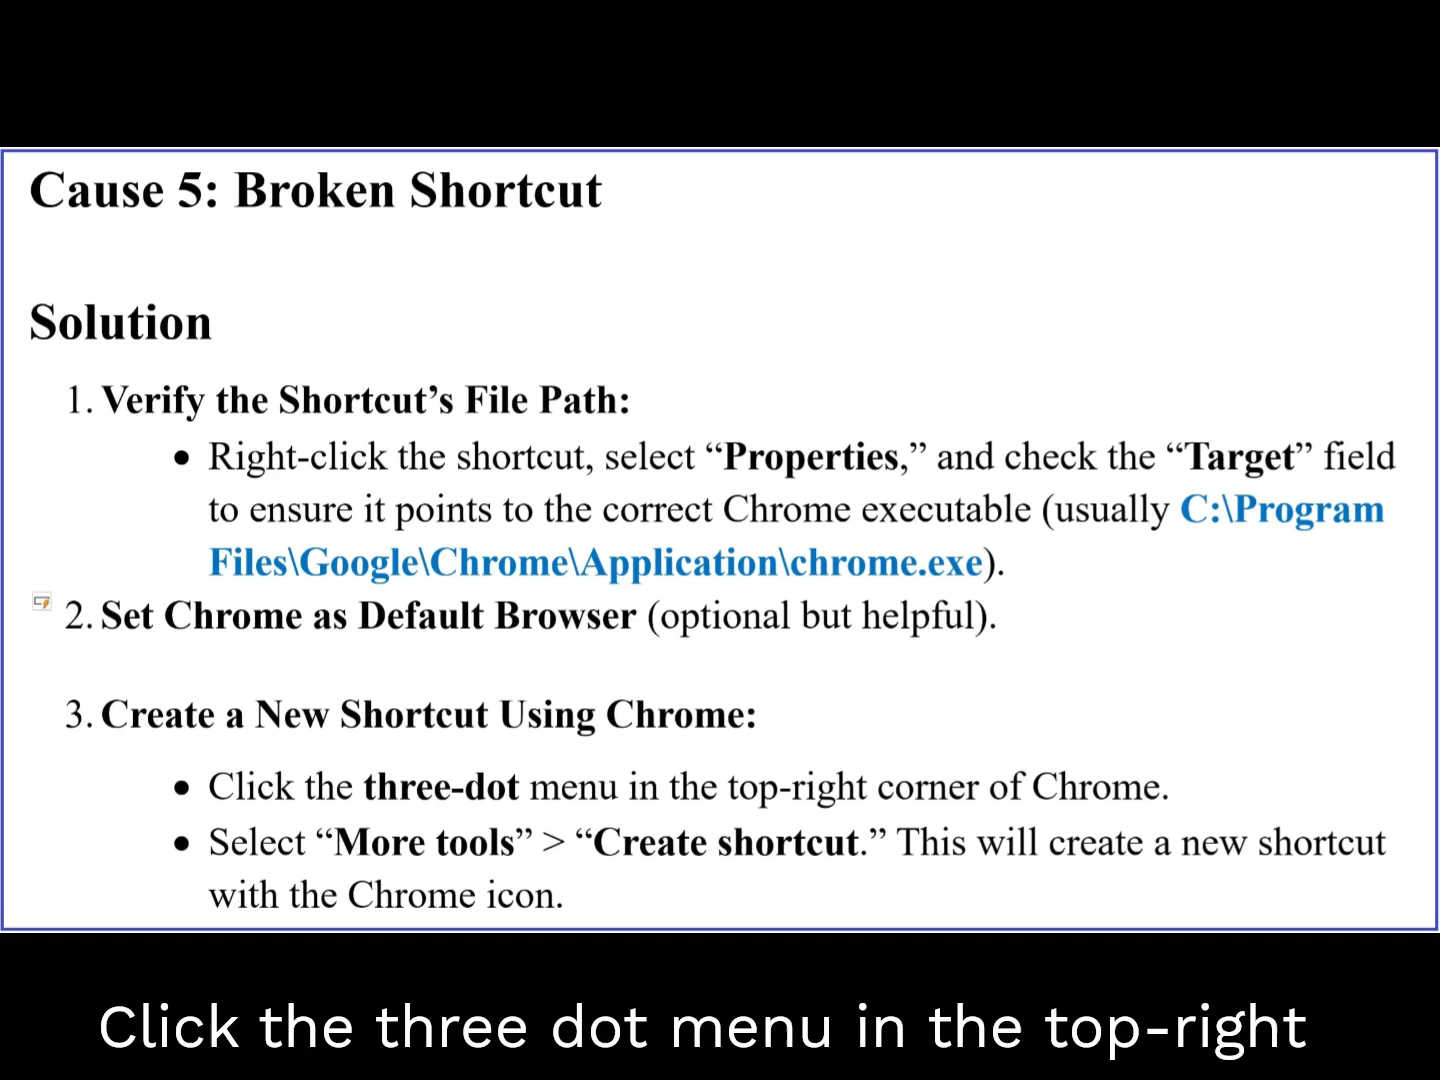 Cause 5: Broken Shortcut
Solution
1. Verify the Shortcut’s File Path:
• Right-click the shortcut, select “Properties,” and check the “Target” field
to ensure it points to the correct Chrome executable (usually C:\Program
Files\Google\Chrome\Application\chrome.exe).
2. Set Chrome as Default Browser (optional but helpful).
3. Create a New Shortcut Using Chrome:
• Click the three-dot menu in the top-right corner of Chrome.
• Select “More tools” > “Create shortcut.” This will create a new shortcut
with the Chrome icon.
Click the three dot menu in the top-right